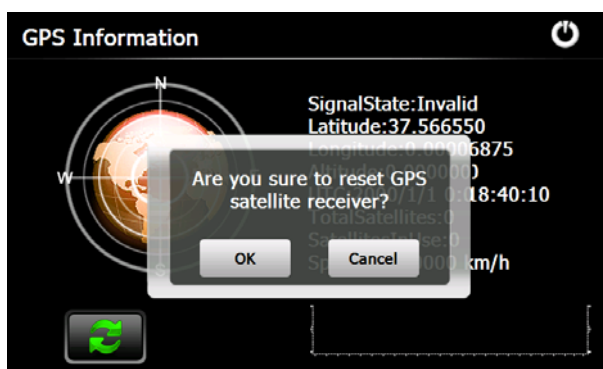 GPS Information
N
SignalState:Invalid
Latitude:37.566550
Longitude:0.00006875
W
Are you sure to reset GPS
satellite receiver?
0:18:40:10
TotalSatellites:0
SatellitesInUse:0
km/h
S
OK
Cancel